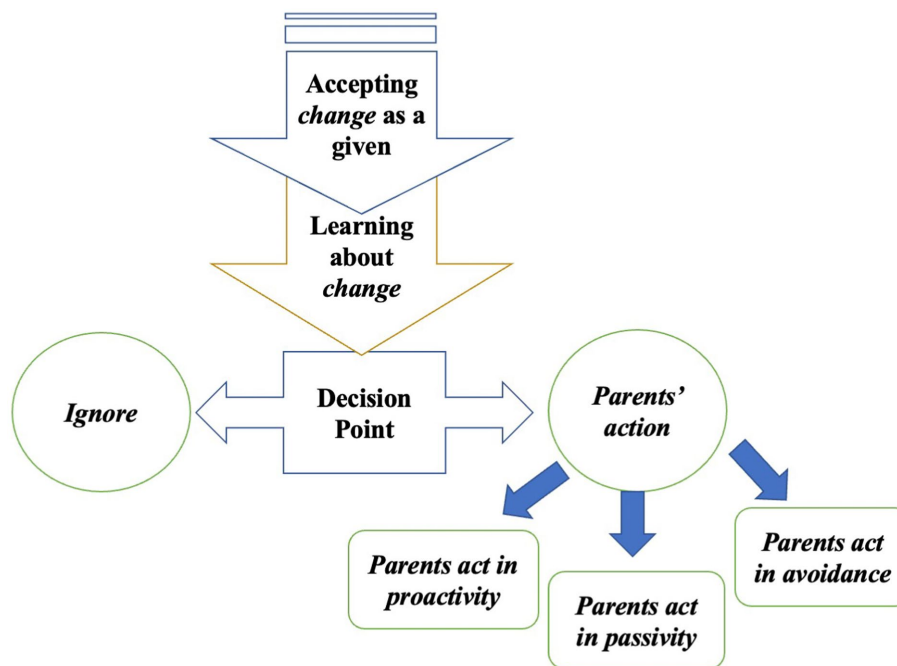 Accepting
change as a
given
Learning
about
change
Ignore
Decision
Point
Parents’
action
Parents act in
proactivity
Parents act
in passivity
Parents act
in avoidance